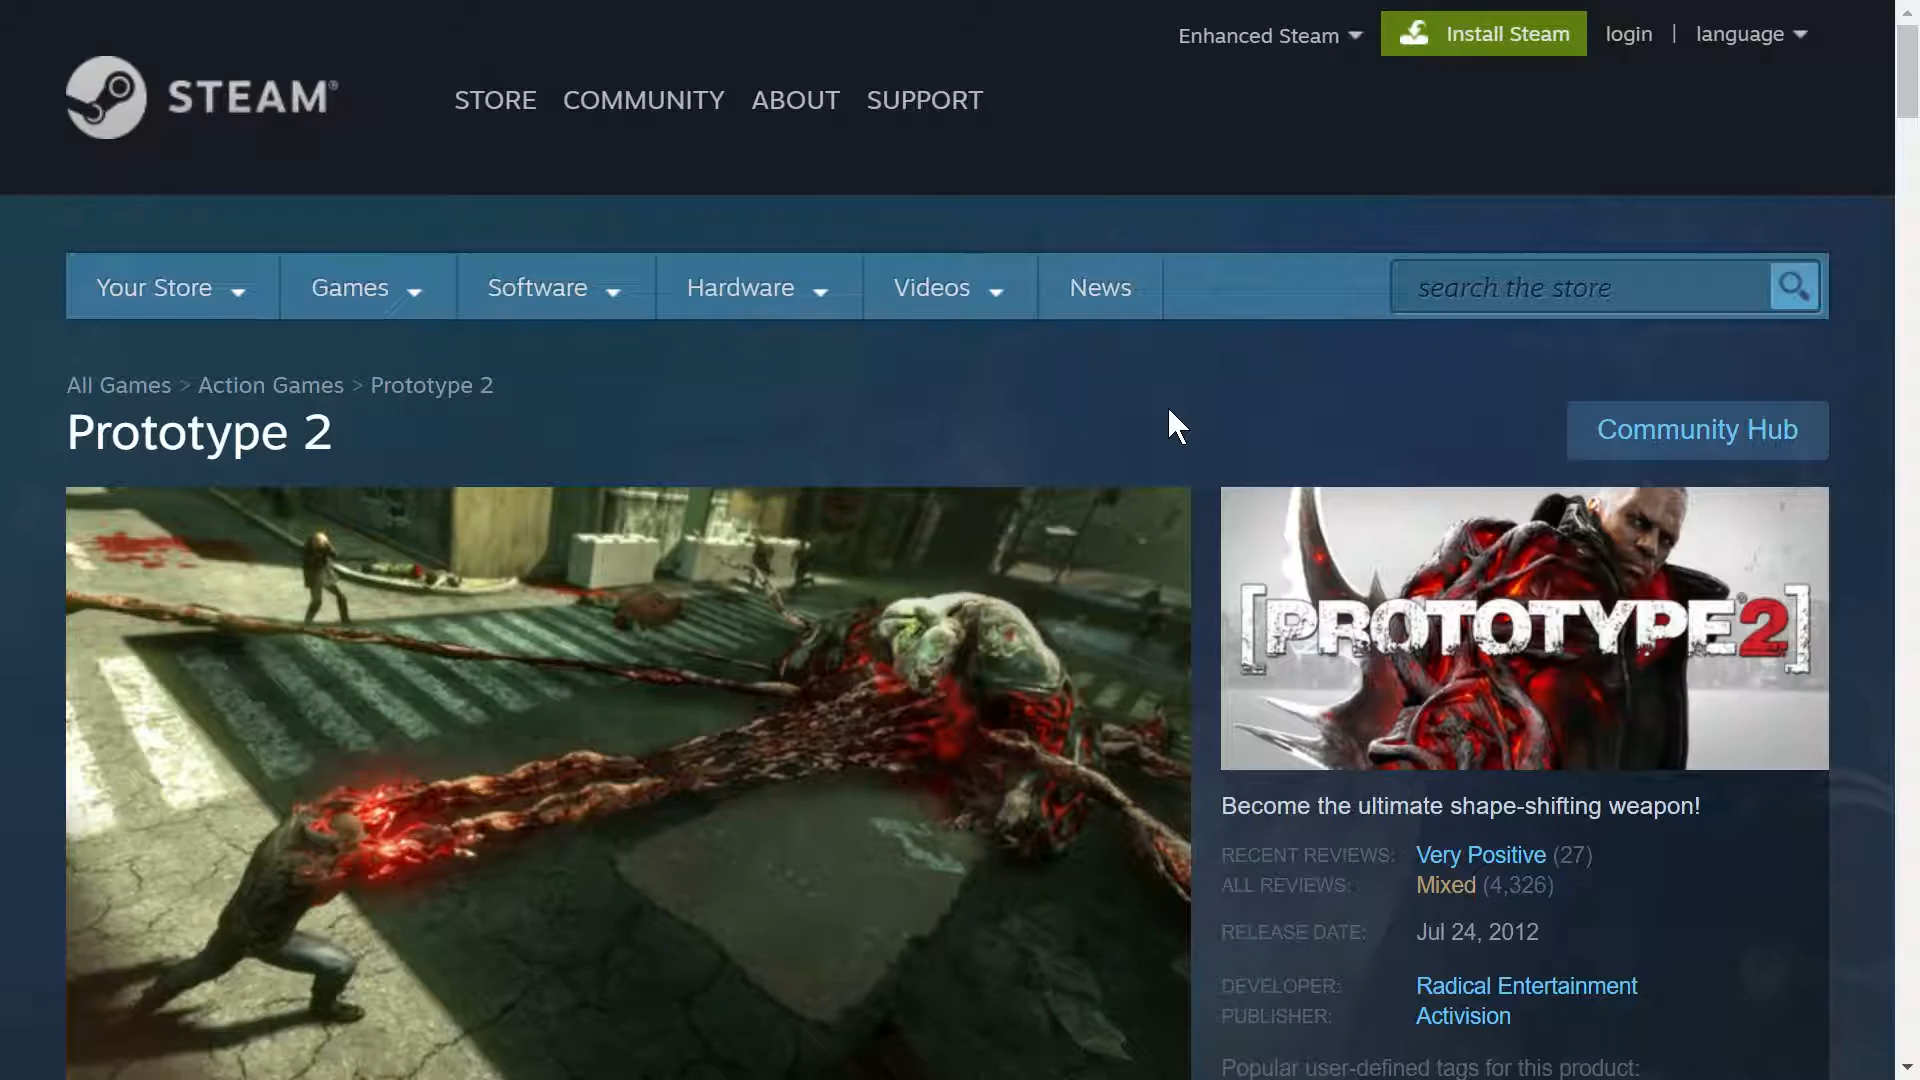 Enhanced Steam
Install Steam
login | language
STEAM®
STORE COMMUNITY ABOUT SUPPORT
Your Store Games Software Hardware Videos News search the store
All Games > Action Games > Prototype 2
Prototype 2
Community Hub
[PROTOTYPE®2]
Become the ultimate shape-shifting weapon!
RECENT REVIEWS: Very Positive (27)
ALL REVIEWS: Mixed (4,326)
RELEASE DATE: Jul 24, 2012
DEVELOPER: Radical Entertainment
PUBLISHER: Activision
Popular user-defined tags for this product: